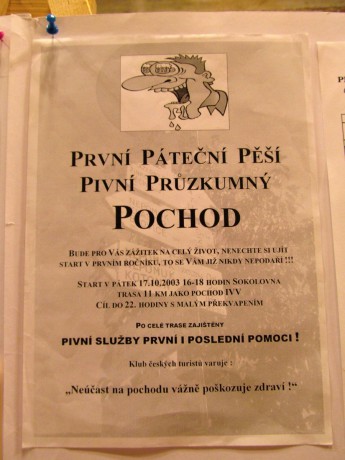 PRVNÍ PÁTEČNÍ PĚŠÍ
PIVNÍ PRŮZKUMNÝ
POCHOD
BUDE PRO VÁS ZÁŽITEK NA CELÝ ŽIVOT, NENECHTE SI UJÍT
START V PRVNÍM ROČNÍKU, TO SE VÁM JIŽ NIKDY NEPODAŘÍ !!!
START V PÁTEK 17.10.2003 16-18 HODIN SOKOLOVNA
TRASA 11 KM JAKO POCHOD IVV
CÍL DO 22. HODINY S MALÝM PŘEKVAPENÍM
PO CELÉ TRASE ZAJIŠTĚNY
PIVNÍ SLUŽBY PRVNÍ I POSLEDNÍ POMOCI !
Klub českých turistů varuje :
„Neúčast na pochodu vážně poškozuje zdraví !“